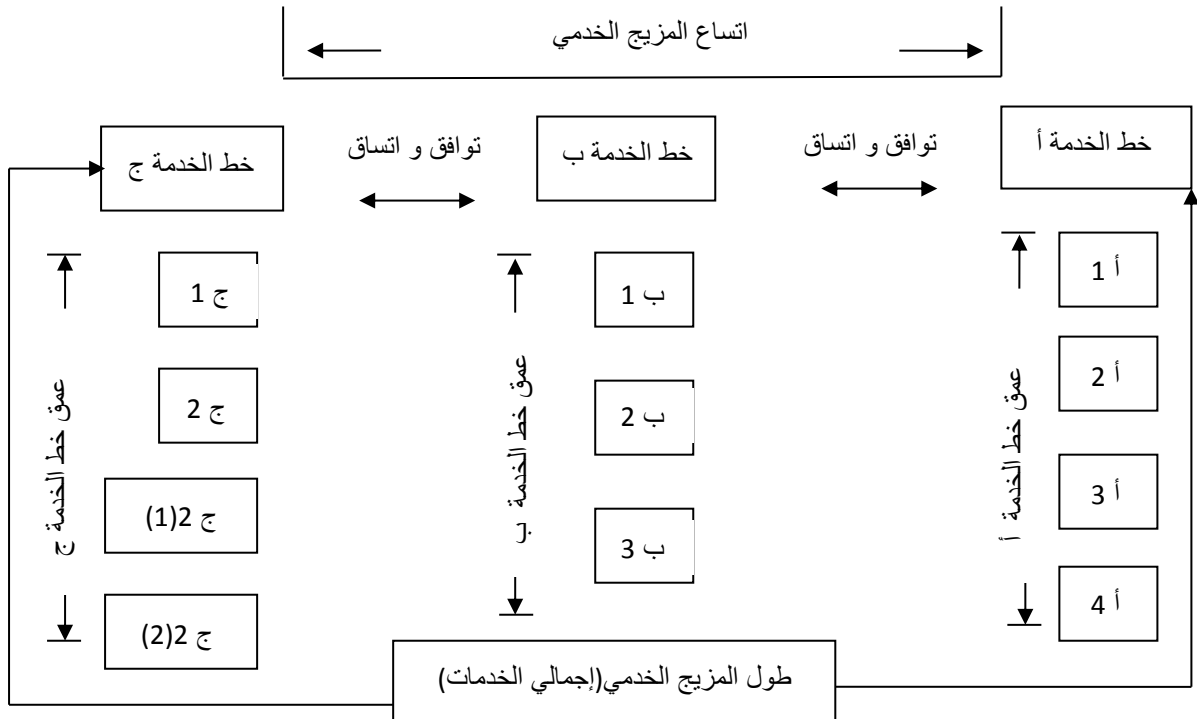 اتساع المزيج الخدمي
خط الخدمة أ
توافق و اتساق
خط الخدمة ب
توافق و اتساق
خط الخدمة ج
عمق خط الخدمة أ
أ 1
أ 2
أ 3
أ 4
عمق خط الخدمة ب
ب 1
ب 2
ب 3
عمق خط الخدمة ج
ج 1
ج 2
ج 2(1)
ج 2(2)
طول المزيج الخدمي(إجمالي الخدمات)